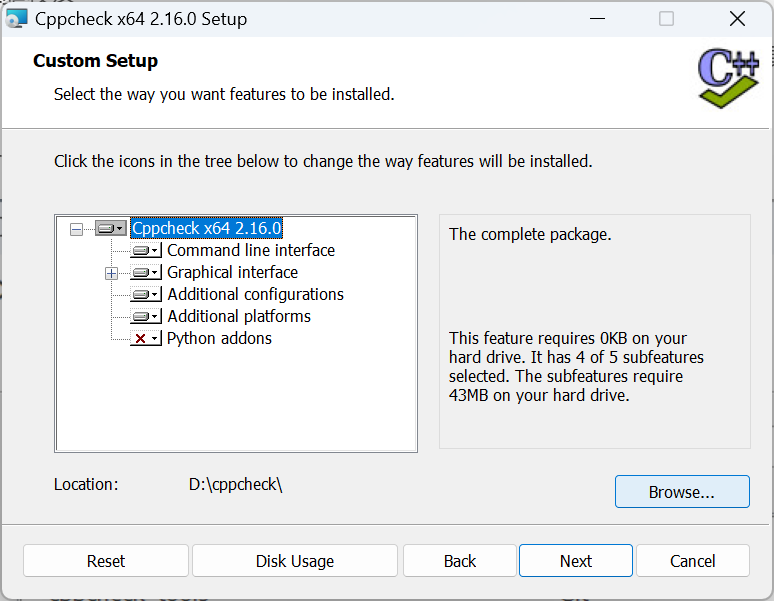 Cppcheck x64 2.16.0 Setup
Custom Setup
Select the way you want features to be installed.
C++
Click the icons in the tree below to change the way features will be installed.
Cppcheck x64 2.16.0
Command line interface
Graphical interface
Additional configurations
Additional platforms
Python addons
The complete package.
This feature requires 0KB on your
hard drive. It has 4 of 5 subfeatures
selected. The subfeatures require
43MB on your hard drive.
Location:
D:\cppcheck\
Browse...
Reset
Disk Usage
Back
Next
Cancel